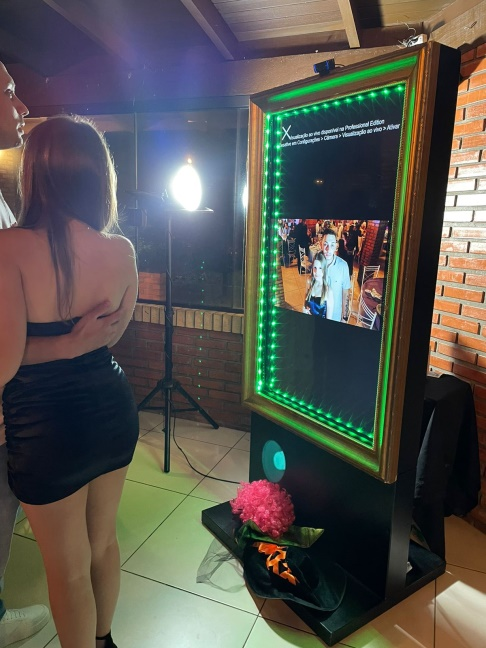 Visualização ao vivo disponível na Professional Edition
Ative em Configurações > Câmera > Visualização ao vivo > Ativar